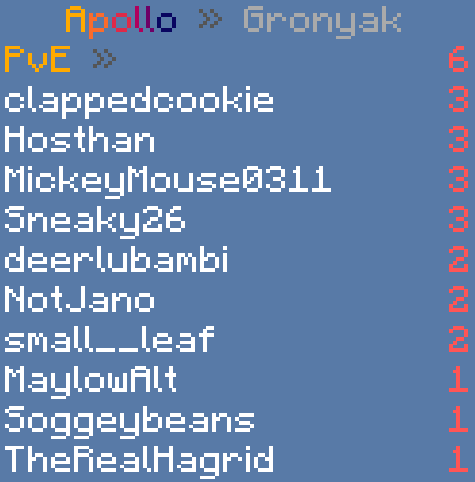 Apollo » Gronyak
PvE » 6
clappedcookie 3
Hosthan 3
MickeyMouse0311 3
Sneaky26 3
deerlubambi 2
NotJano 2
small__leaf 2
MaylowAlt 1
Soggeybeans 1
TheRealHagrid 1